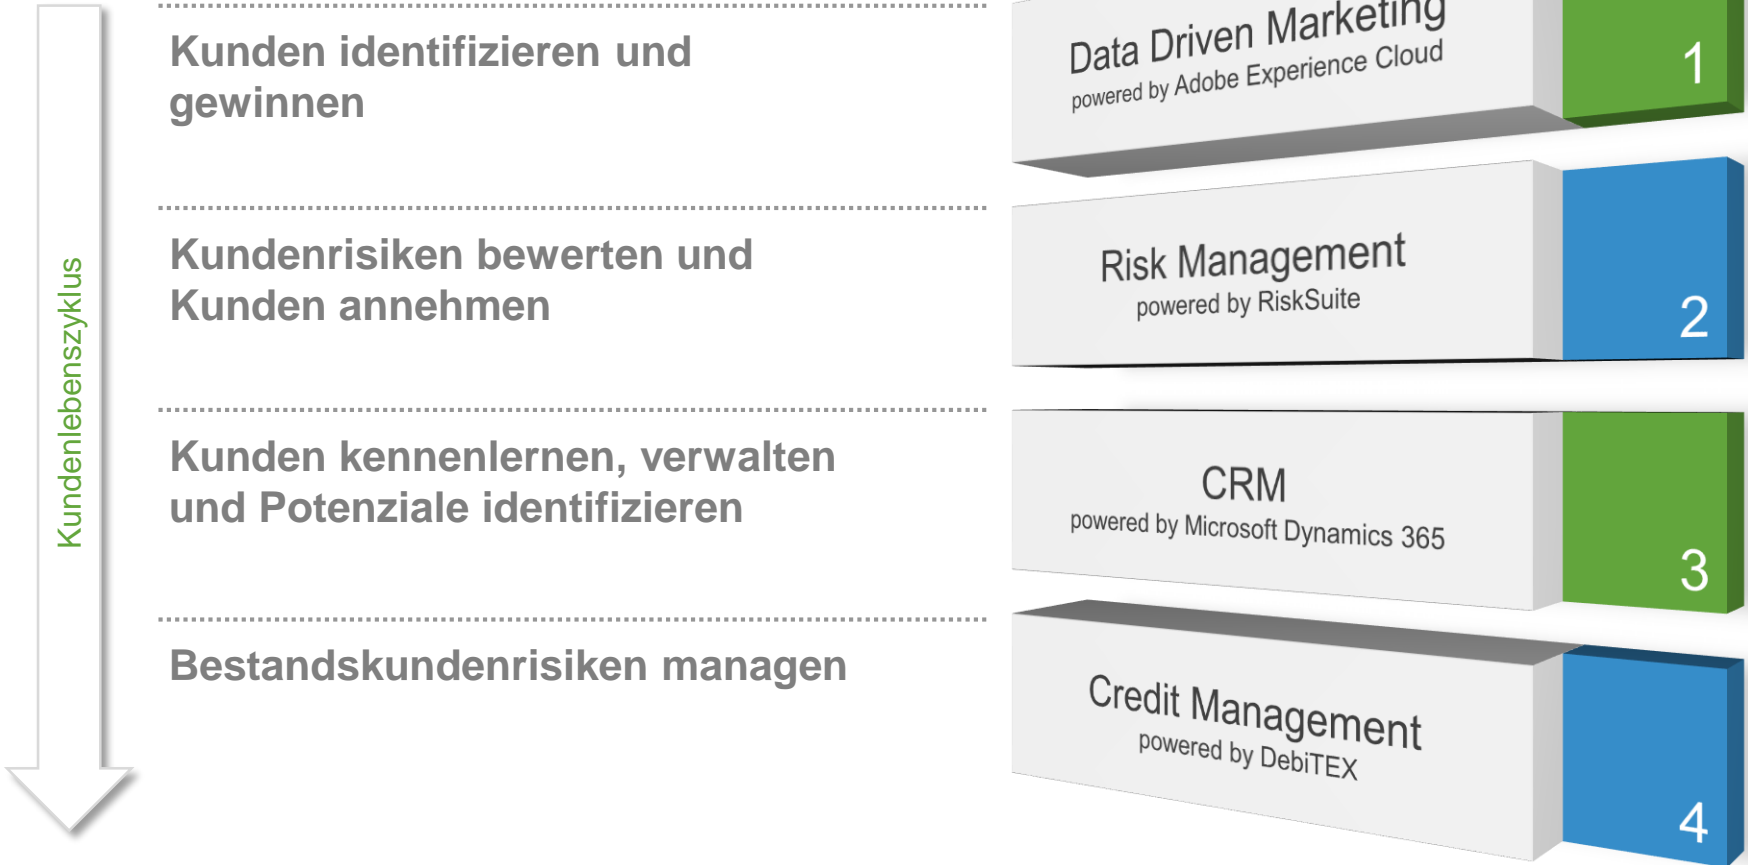 Kundenlebenszyklus
Kunden identifizieren und
gewinnen
Data Driven Marketing
powered by Adobe Experience Cloud
1
Kundenrisiken bewerten und
Kunden annehmen
Risk Management
powered by RiskSuite
2
Kunden kennenlernen, verwalten
und Potenziale identifizieren
CRM
powered by Microsoft Dynamics 365
3
Bestandskundenrisiken managen
Credit Management
powered by DebiTEX
4